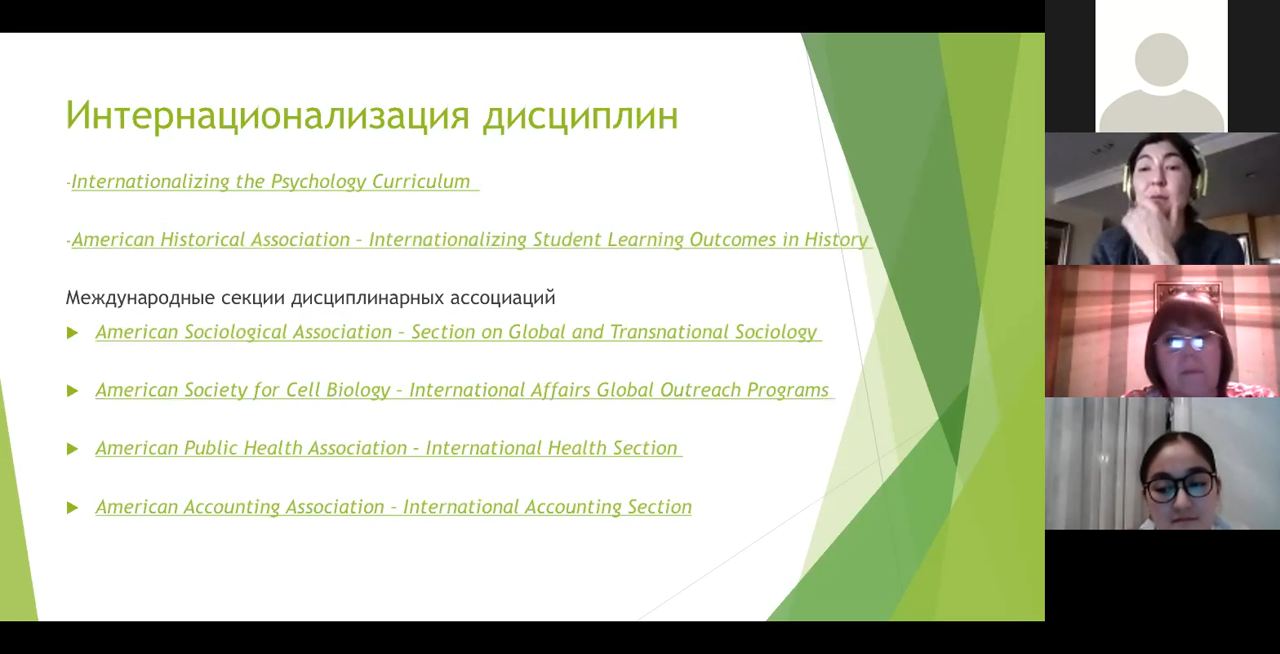 Интернационализация дисциплин
-Internationalizing the Psychology Curriculum
-American Historical Association – Internationalizing Student Learning Outcomes in History
Международные секции дисциплинарных ассоциаций
American Sociological Association – Section on Global and Transnational Sociology
American Society for Cell Biology – International Affairs Global Outreach Programs
American Public Health Association - International Health Section
American Accounting Association – International Accounting Section